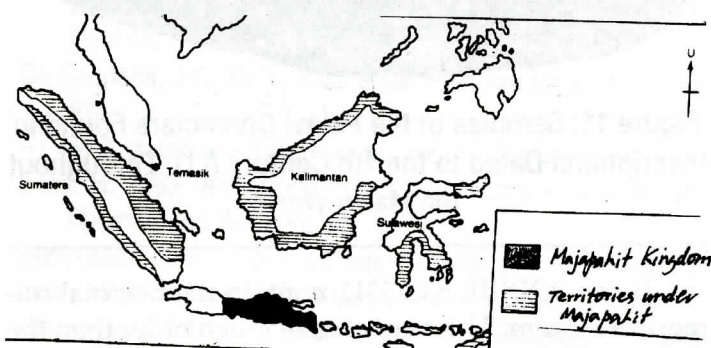 Sumatera
Temasik
Kalimantan
Sulawesi
Majapahit Kingdom
Territories under
Majapahit